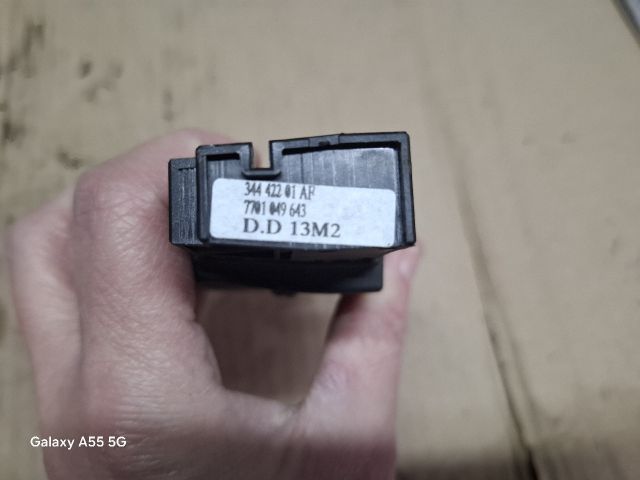 344 422 01 AF
7701 049 643
D.D 13M2
Galaxy A55 5G